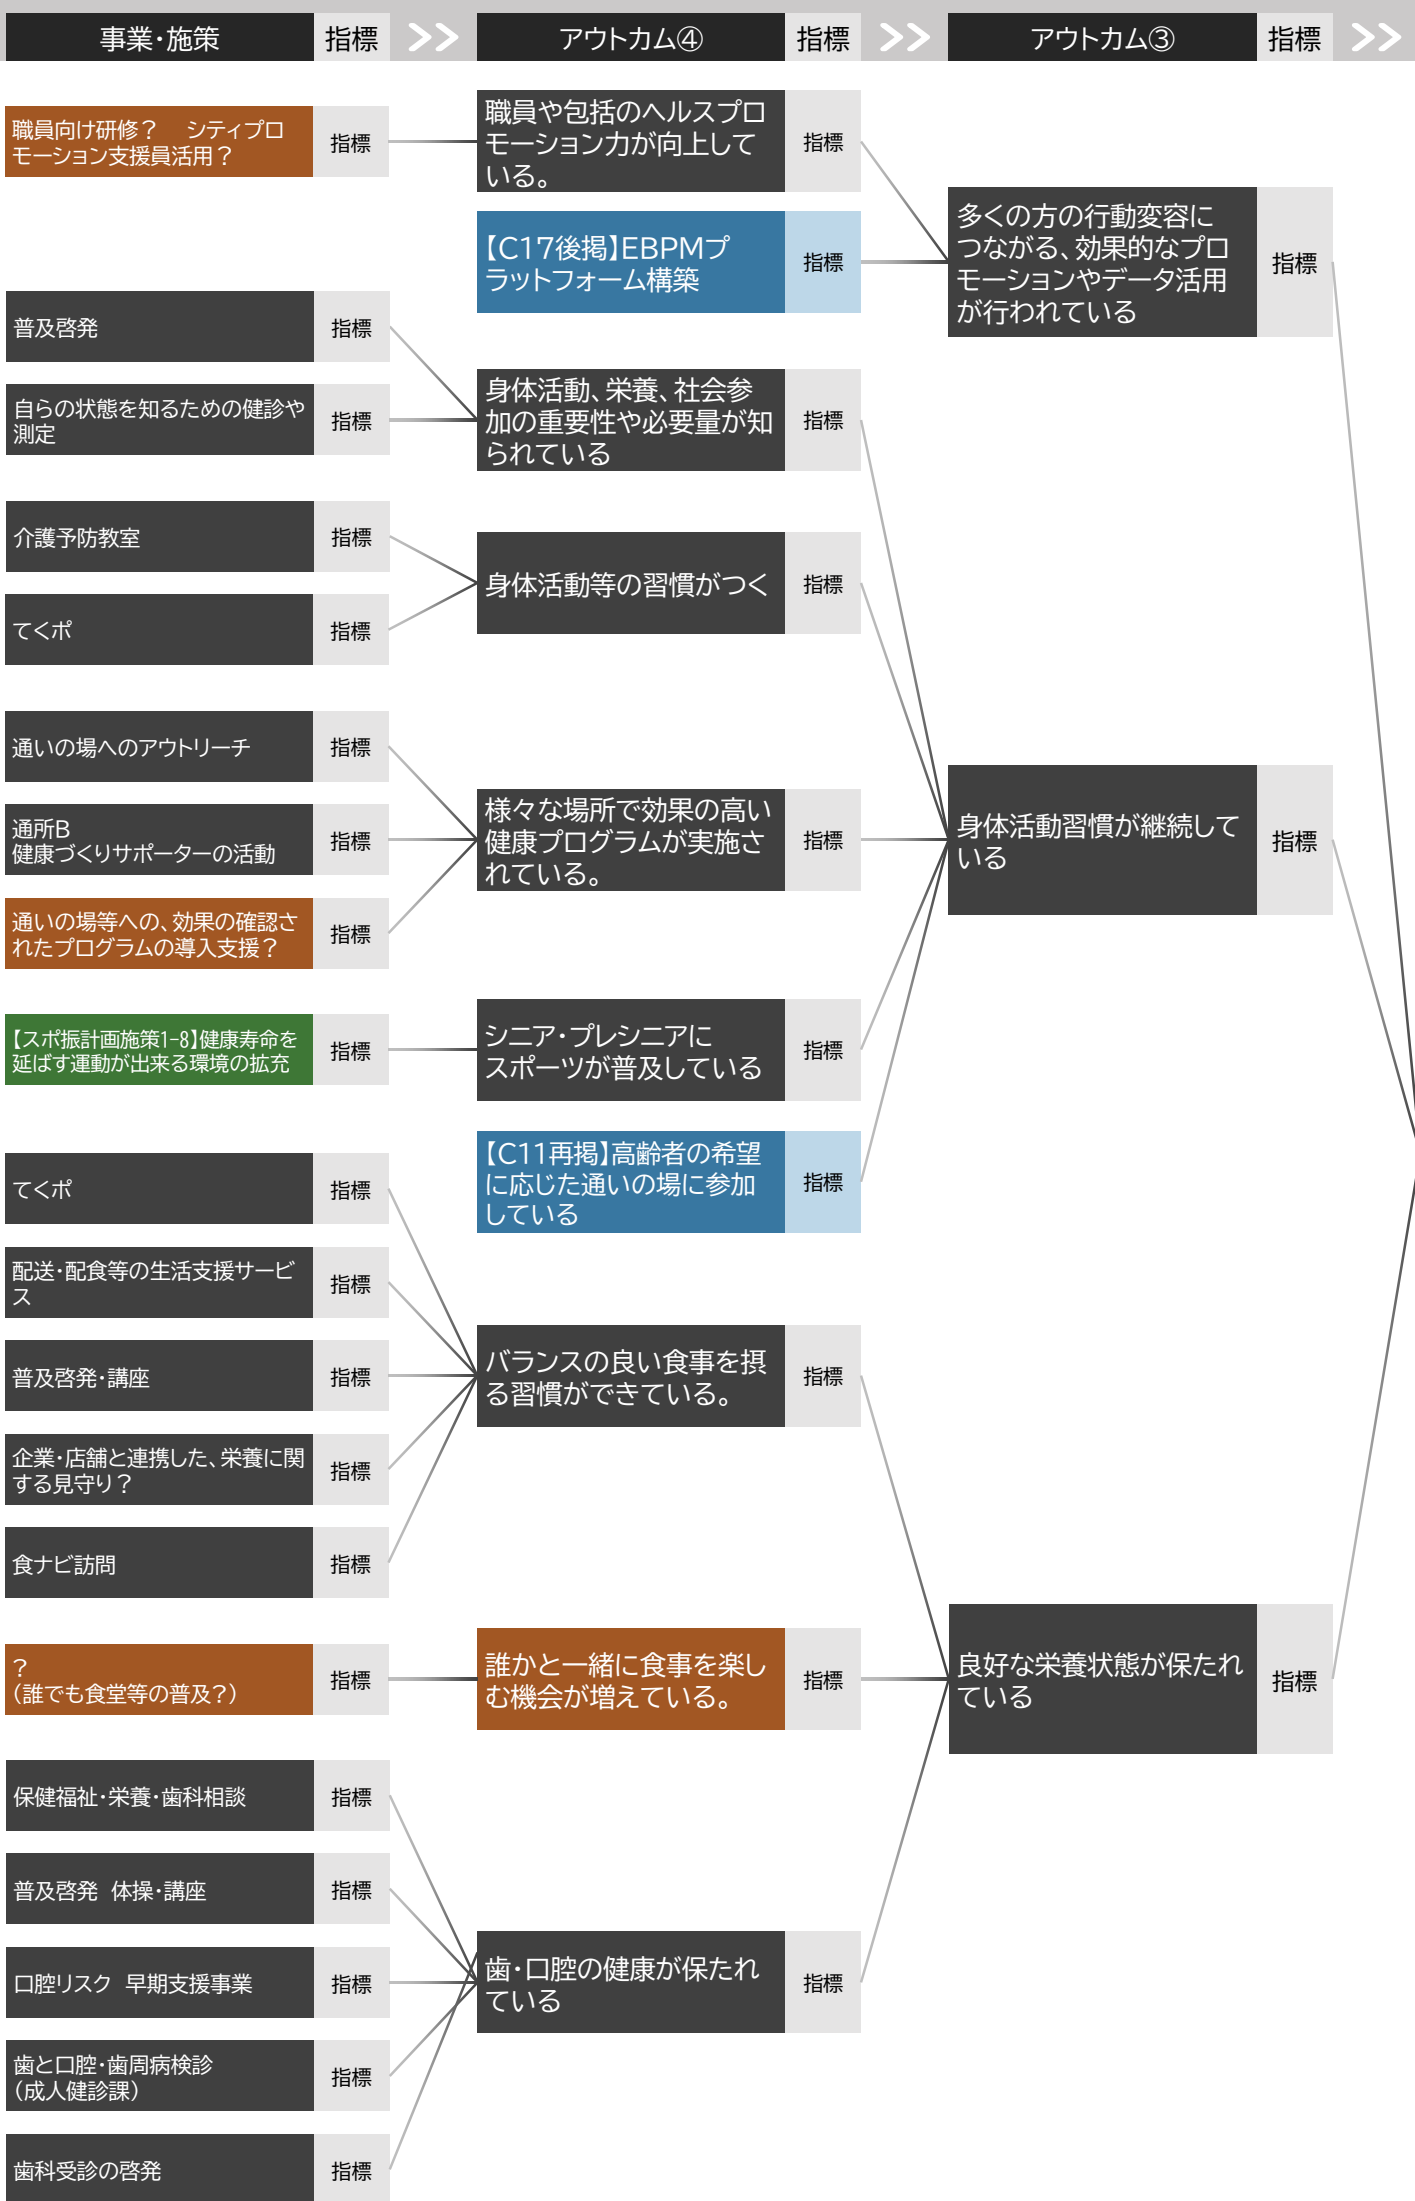 事業・施策
指標
アウトカム④
指標
アウトカム③
指標
職員向け研修？　シティプロ
モーション支援員活用？
指標
職員や包括のヘルスプロ
モーション力が向上して
いる。
指標
【C17後掲】EBPMプ
ラットフォーム構築
指標
多くの方の行動変容に
つながる、効果的なプロ
モーションやデータ活用
が行われている
指標
普及啓発
指標
自らの状態を知るための健診や
測定
指標
身体活動、栄養、社会参
加の重要性や必要量が知
られている
指標
介護予防教室
指標
てくポ
指標
身体活動等の習慣がつく
指標
通いの場へのアウトリーチ
指標
通所B
健康づくりサポーターの活動
指標
通いの場等への、効果の確認さ
れたプログラムの導入支援？
指標
様々な場所で効果の高い
健康プログラムが実施さ
れている。
指標
身体活動習慣が継続して
いる
指標
【スポ振計画施策1-8】健康寿命を
延ばす運動が出来る環境の拡充
指標
シニア・プレシニアに
スポーツが普及している
指標
【C11再掲】高齢者の希望
に応じた通いの場に参加
している
指標
てくポ
指標
配送・配食等の生活支援サービ
ス
指標
普及啓発・講座
指標
企業・店舗と連携した、栄養に関
する見守り？
指標
食ナビ訪問
指標
バランスの良い食事を摂
る習慣ができている。
指標
？
（誰でも食堂等の普及？）
指標
誰かと一緒に食事を楽し
む機会が増えている。
指標
良好な栄養状態が保たれ
ている
指標
保健福祉・栄養・歯科相談
指標
普及啓発　体操・講座
指標
口腔リスク　早期支援事業
指標
歯と口腔・歯周病検診
（成人健診課）
指標
歯科受診の啓発
指標
歯・口腔の健康が保たれ
ている
指標